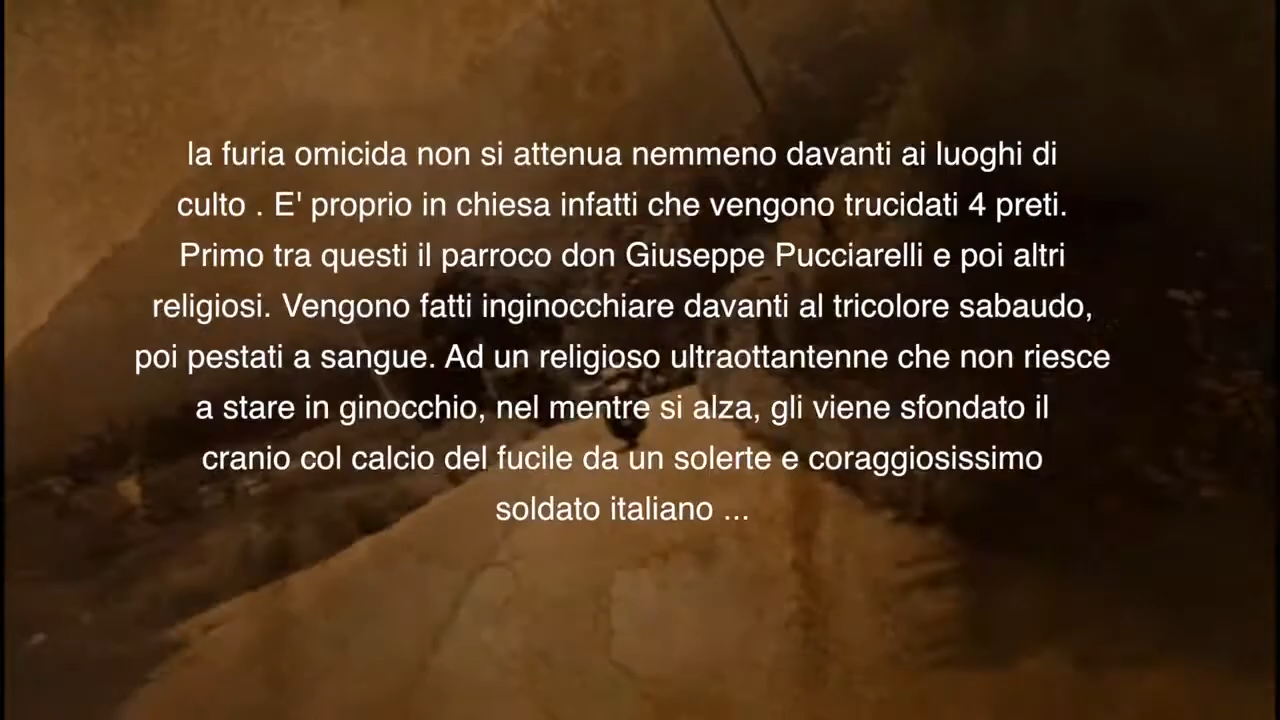 la furia omicida non si attenua nemmeno davanti ai luoghi di
culto . E' proprio in chiesa infatti che vengono trucidati 4 preti.
Primo tra questi il parroco don Giuseppe Pucciarelli e poi altri
religiosi. Vengono fatti inginocchiare davanti al tricolore sabaudo,
poi pestati a sangue. Ad un religioso ultraottantenne che non riesce
a stare in ginocchio, nel mentre si alza, gli viene sfondato il
cranio col calcio del fucile da un solerte e coraggiosissimo
soldato italiano ...